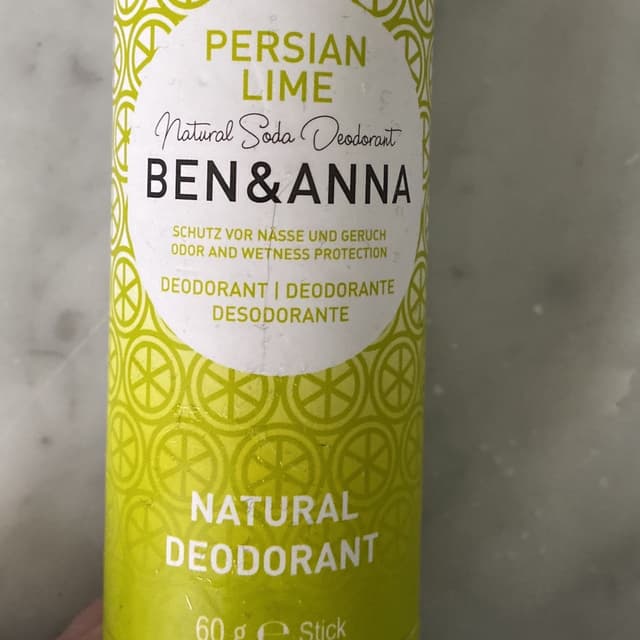 PERSIAN
LIME
Natural Soda Deodorant
BEN&ANNA
SCHUTZ VOR NÄSSE UND GERUCH
ODOR AND WETNESS PROTECTION
DEODORANT | DEODORANTE
DESODORANTE
NATURAL
DEODORANT
60 g ℮ Stick